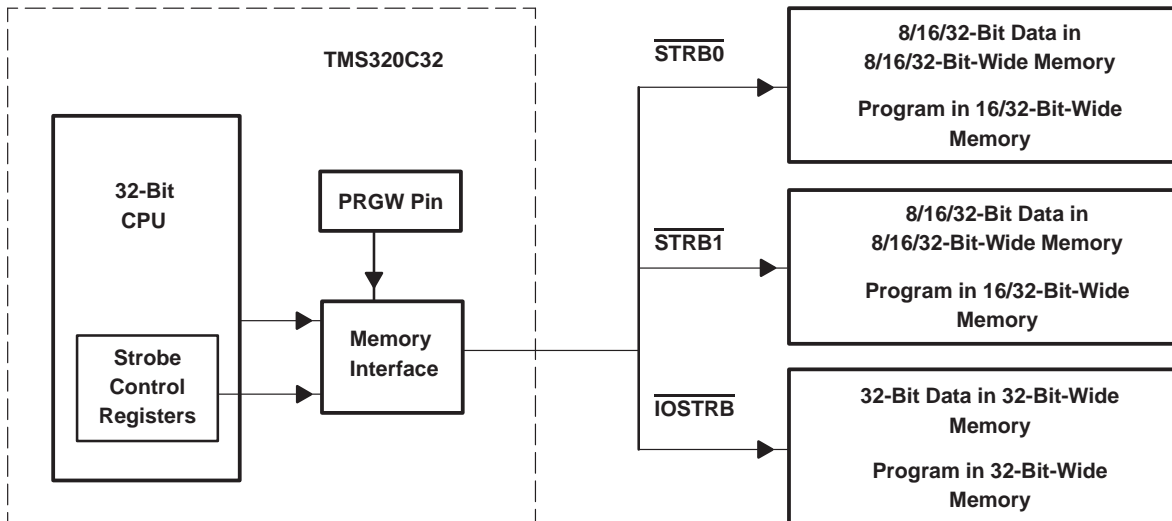 TMS320C32
32-Bit
CPU
PRGW Pin
Strobe
Control
Registers
Memory
Interface
STRB0
8/16/32-Bit Data in
8/16/32-Bit-Wide Memory
Program in 16/32-Bit-Wide
Memory
STRB1
8/16/32-Bit Data in
8/16/32-Bit-Wide Memory
Program in 16/32-Bit-Wide
Memory
IOSTRB
32-Bit Data in 32-Bit-Wide
Memory
Program in 32-Bit-Wide
Memory